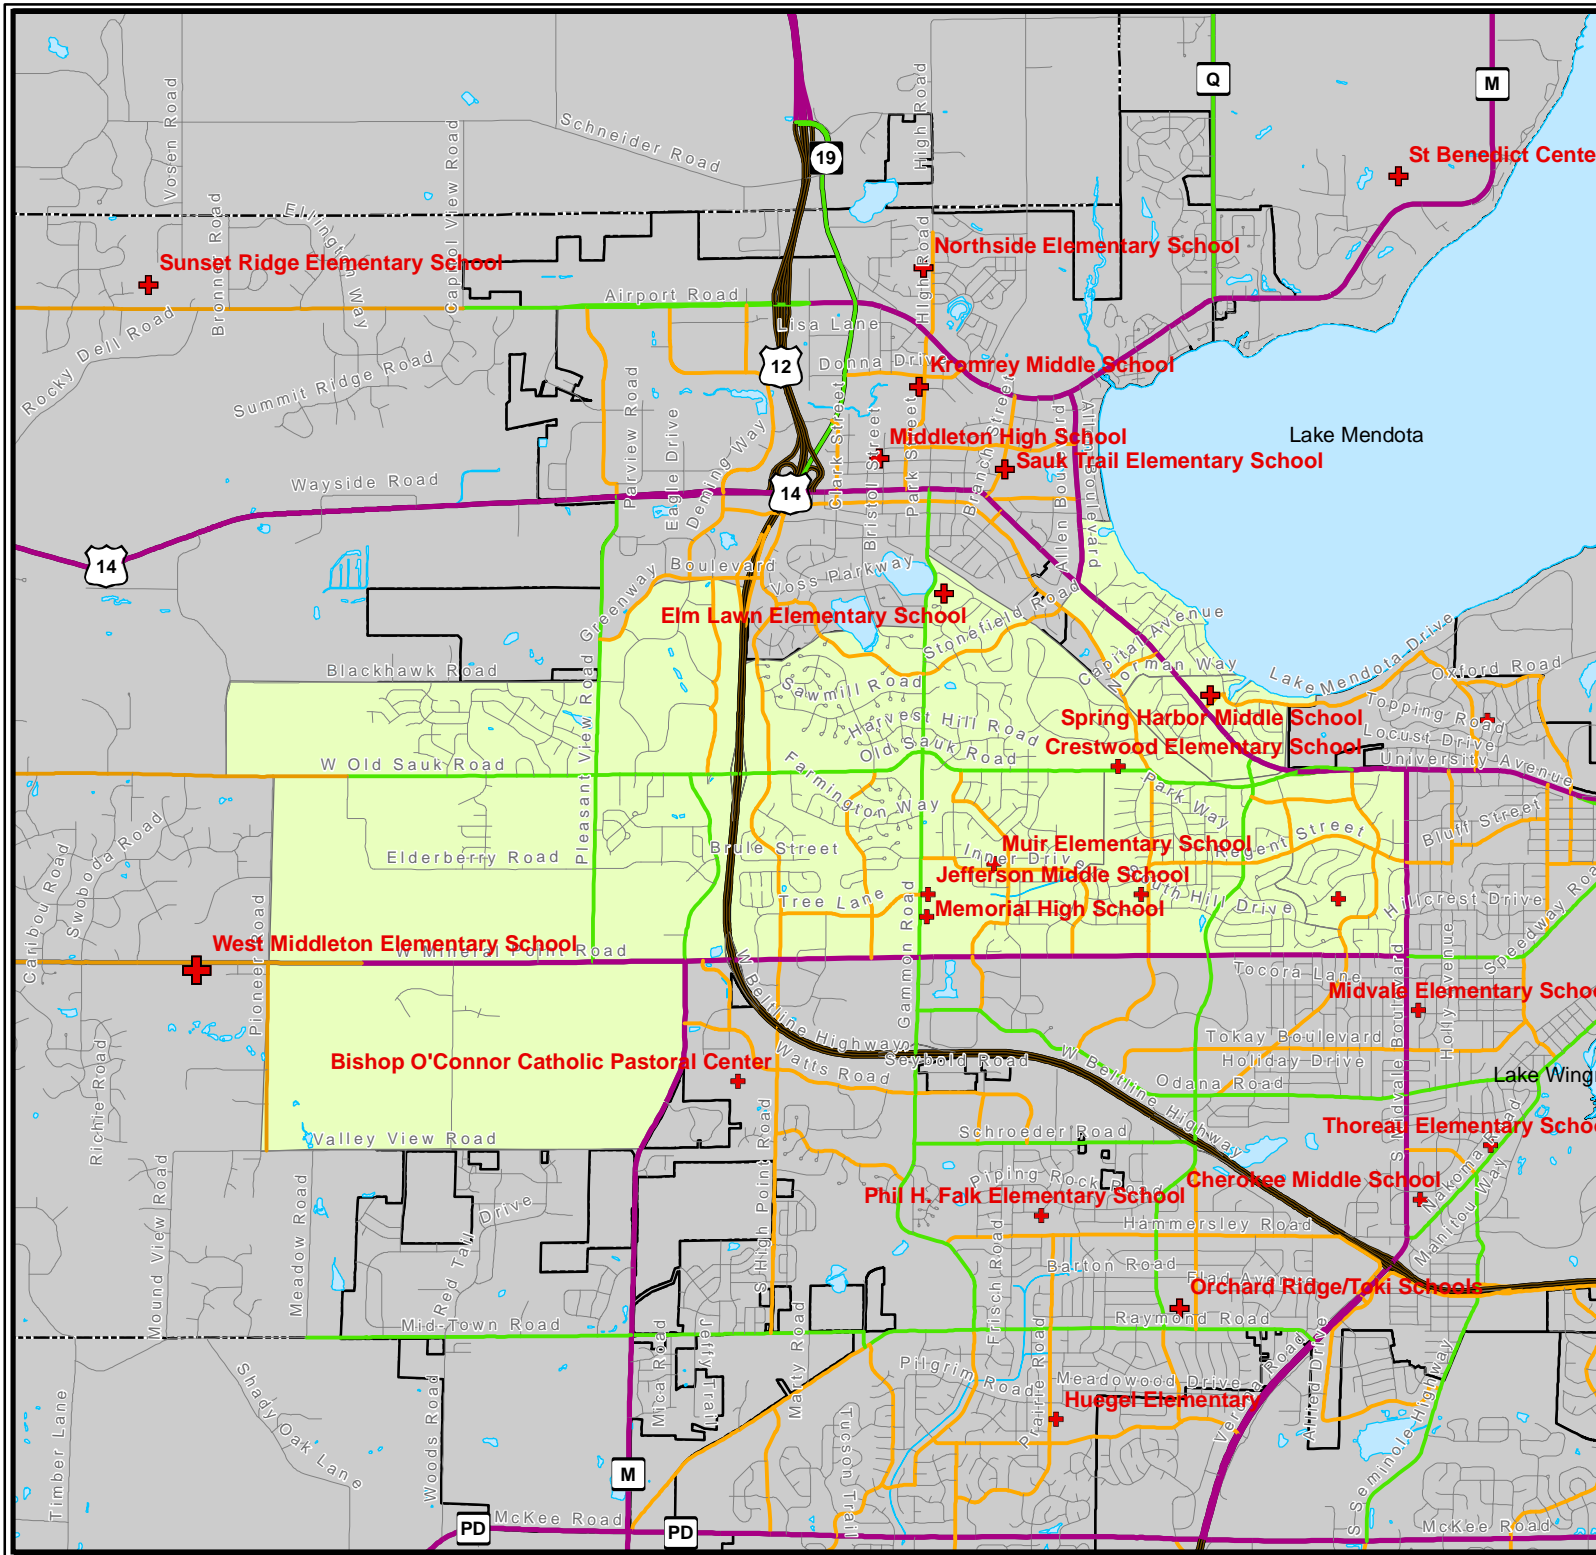 Q
M
St Benedict Cente
Vosen Road
Schneider Road
19
High Road
Bronner Road
Ellington Way
Capitol View Road
Sunset Ridge Elementary School
Northside Elementary School
High Road
Airport Road
Lisa Lane
Rocky Dell Road
Summit Ridge Road
12
Donna Drive
Kromrey Middle School
Parview Road
Eagle Drive
Deming Way
Clark Street
Bristol Street
Park Street
Branch Street
Allen Boulevard
Allen Boulevard
Middleton High School
Sauk Trail Elementary School
Lake Mendota
Wayside Road
14
14
Greenway Boulevard
Voss Parkway
Elm Lawn Elementary School
Stonefield Road
Capital Avenue
Norman Way
Blackhawk Road
Pleasant View Road
Sawmill Road
Harvest Hill Road
Old Sauk Road
Lake Mendota Drive
Oxford Road
Topping Road
Locust Drive
University Avenue
Spring Harbor Middle School
Crestwood Elementary School
W Old Sauk Road
Farmington Way
Park Way
Bluff Street
Regent Street
Swoboda Road
Caribou Road
Elderberry Road
Brule Street
Inner Drive
Muir Elementary School
Jefferson Middle School
South Hill Drive
Tree Lane
Memorial High School
Hillcrest Drive
Speedway Roa
Pioneer Road
Gammon Road
West Middleton Elementary School
W Mineral Point Road
Tocora Lane
Midvale Elementary Schoo
S Midvale Boulevard
Holly Avenue
W Beltline Highway
Seybold Road
W Beltline Highway
Tokay Boulevard
Holiday Drive
Odana Road
Lake Wing
Bishop O'Connor Catholic Pastoral Center
Watts Road
Richie Road
Valley View Road
Schroeder Road
Thoreau Elementary Schoo
S High Point Road
Piping Rock Road
Cherokee Middle School
Nakoma Road
Manitou Way
Phil H. Falk Elementary School
Hammersley Road
Mound View Road
Meadow Road
Red Tail Drive
Frisch Road
Barton Road
Flad Avenue
Orchard Ridge/Toki Schools
Mid-Town Road
Raymond Road
Mica Road
Jeffy Trail
Marty Road
Pilgrim Road
Prairie Road
Meadowood Drive
Huegel Elementary
Verona Road
Allied Drive
S Seminole Highway
Timber Lane
Shady Oak Lane
Woods Road
Tucson Trail
M
PD
McKee Road
PD
McKee Road